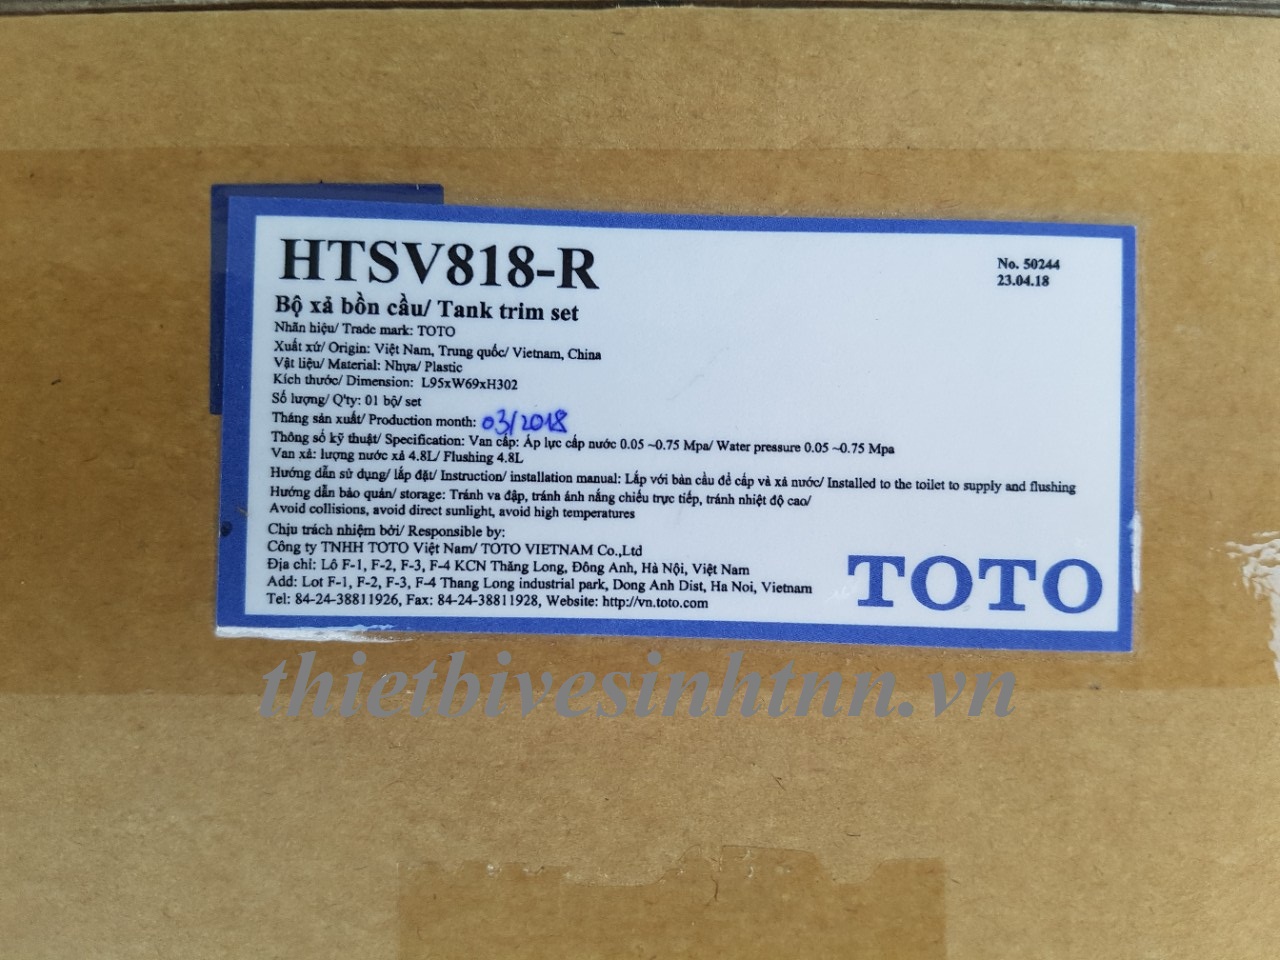 HTSV818-R
No. 50244
23.04.18
Bộ xả bồn cầu/ Tank trim set
Nhãn hiệu/ Trade mark: TOTO
Xuất xứ/ Origin: Việt Nam, Trung quốc/ Vietnam, China
Vật liệu/ Material: Nhựa/ Plastic
Kích thước/ Dimension: L95xW69xH302
Số lượng/ Q'ty: 01 bộ/ set
Tháng sản xuất/ Production month: 03/2018
Thông số kỹ thuật/ Specification: Van cấp: Áp lực cấp nước 0.05 ~0.75 Mpa/ Water pressure 0.05 ~0.75 Mpa
Van xả: lượng nước xả 4.8L/ Flushing 4.8L
Hướng dẫn sử dụng/ lắp đặt/ Instruction/ installation manual: Lắp với bàn cầu để cấp và xả nước/ Installed to the toilet to supply and flushing
Hướng dẫn bảo quản/ storage: Tránh va đập, tránh ánh nắng chiếu trực tiếp, tránh nhiệt độ cao/
Avoid collisions, avoid direct sunlight, avoid high temperatures
Chịu trách nhiệm bởi/ Responsible by:
Công ty TNHH TOTO Việt Nam/ TOTO VIETNAM Co.,Ltd
Địa chỉ: Lô F-1, F-2, F-3, F-4 KCN Thăng Long, Đông Anh, Hà Nội, Việt Nam
Add: Lot F-1, F-2, F-3, F-4 Thang Long industrial park, Dong Anh Dist, Ha Noi, Vietnam
Tel: 84-24-38811926, Fax: 84-24-38811928, Website: http://vn.toto.com
TOTO
thietbivesinhtnn.vn